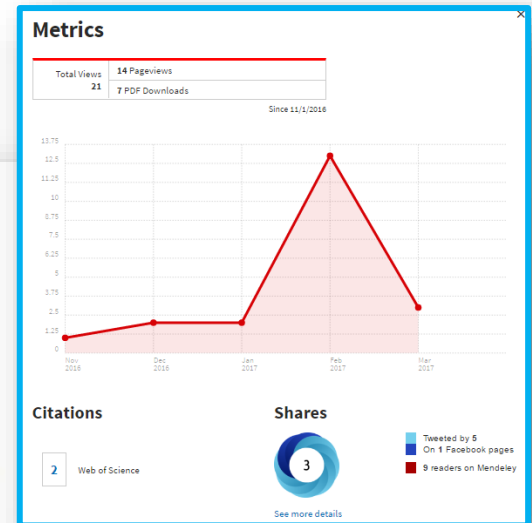 ×
Metrics
Total Views
21
14 Pageviews
7 PDF Downloads
Since 11/1/2016
13.75
12.5
11.25
10
8.75
7.5
6.25
5
3.75
2.5
1.25
0
Nov
2016
Dec
2016
Jan
2017
Feb
2017
Mar
2017
Citations
2 Web of Science
Shares
3
Tweeted by 5
On 1 Facebook pages
9 readers on Mendeley
See more details